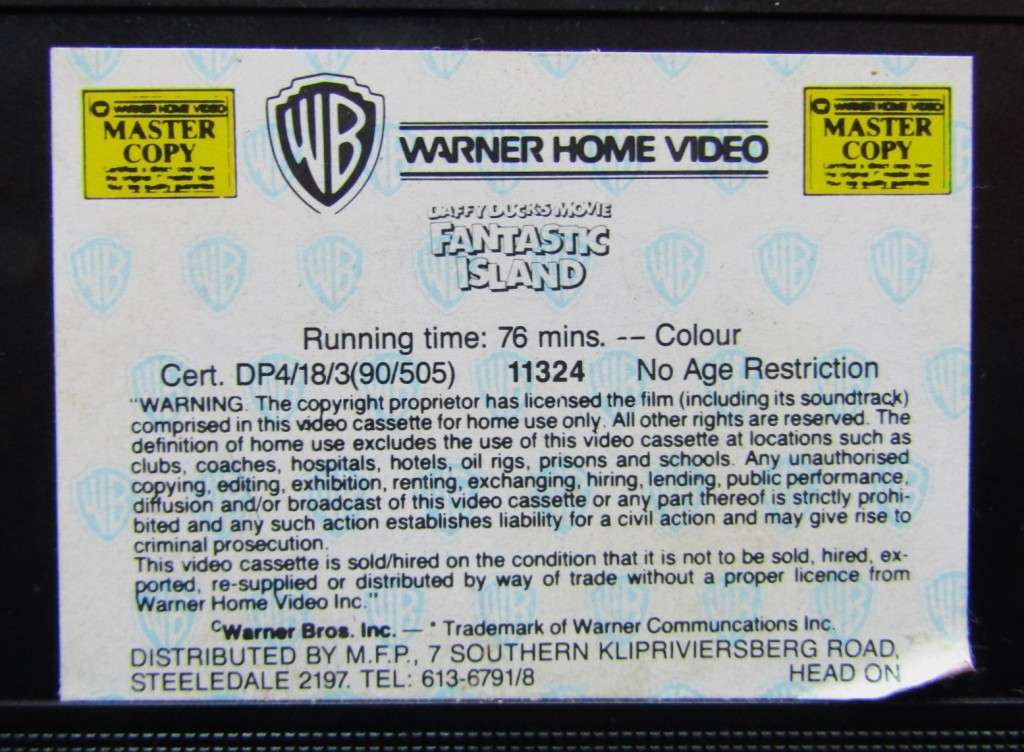 WARNER HOME VIDEO
MASTER
COPY
WB
WARNER HOME VIDEO
WARNER HOME VIDEO
MASTER
COPY
DAFFY DUCK'S MOVIE
FANTASTIC
ISLAND
Running time: 76 mins. -- Colour
Cert. DP4/18/3(90/505) 11324 No Age Restriction
"WARNING. The copyright proprietor has licensed the film (including its soundtrack)
comprised in this video cassette for home use only. All other rights are reserved. The
definition of home use excludes the use of this video cassette at locations such as
clubs, coaches, hospitals, hotels, oil rigs, prisons and schools. Any unauthorised
copying, editing, exhibition, renting, exchanging, hiring, lending, public performance,
diffusion and/or broadcast of this video cassette or any part thereof is strictly prohi-
bited and any such action establishes liability for a civil action and may give rise to
criminal prosecution.
This video cassette is sold/hired on the condition that it is not to be sold, hired, ex-
ported, re-supplied or distributed by way of trade without a proper licence from
Warner Home Video Inc."
©Warner Bros. Inc. — * Trademark of Warner Communcations Inc.
DISTRIBUTED BY M.F.P., 7 SOUTHERN KLIPRIVIERSBERG ROAD,
STEELEDALE 2197. TEL: 613-6791/8 HEAD ON